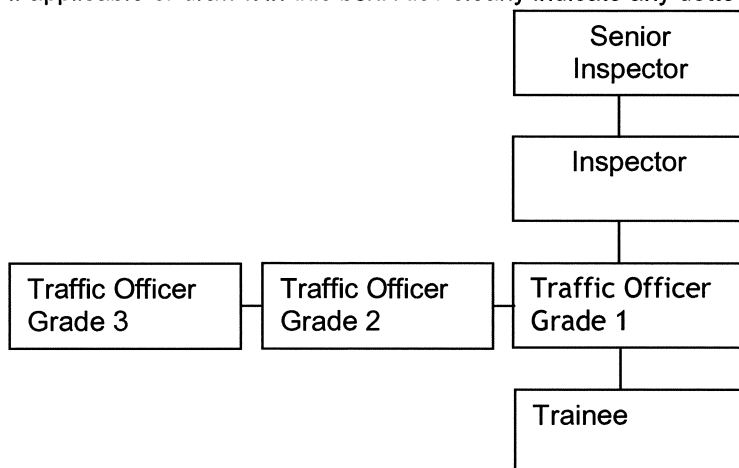 Senior
Inspector
Inspector
Traffic Officer
Grade 3
Traffic Officer
Grade 2
Traffic Officer
Grade 1
Trainee